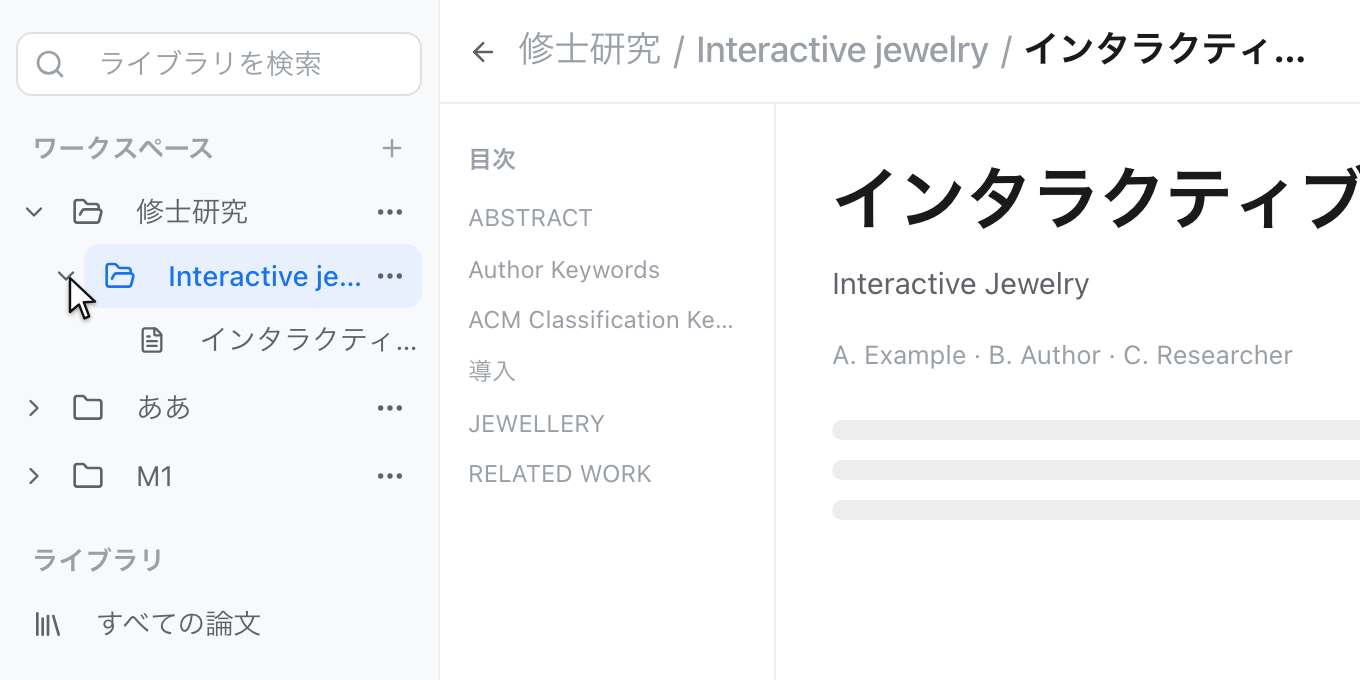 ライブラリを検索
ワークスペース
修士研究
Interactive je...
インタラクティ...
ああ
M1
ライブラリ
すべての論文
修士研究 / Interactive jewelry / インタラクティ...
目次
ABSTRACT
Author Keywords
ACM Classification Ke...
導入
JEWELLERY
RELATED WORK
インタラクティブ
Interactive Jewelry
A. Example · B. Author · C. Researcher